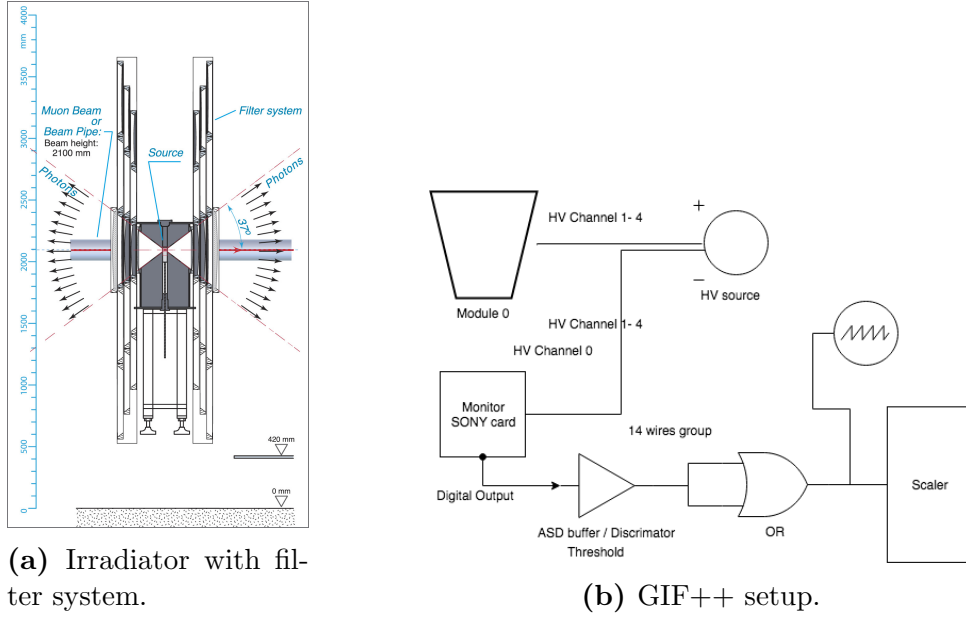 4000
mm
3500
3000
2500
2000
1500
1000
500
0
Muon Beam
or
Beam Pipe:
Beam height:
2100 mm
Source
Filter system
Photons
Photons
37º
420 mm
0 mm
(a) Irradiator with fil-
ter system.
HV Channel 1- 4
+
−
HV source
Module 0
HV Channel 1- 4
HV Channel 0
Monitor
SONY card
14 wires group
Digital Output
ASD buffer / Discrimator
Threshold
OR
Scaler
(b) GIF++ setup.